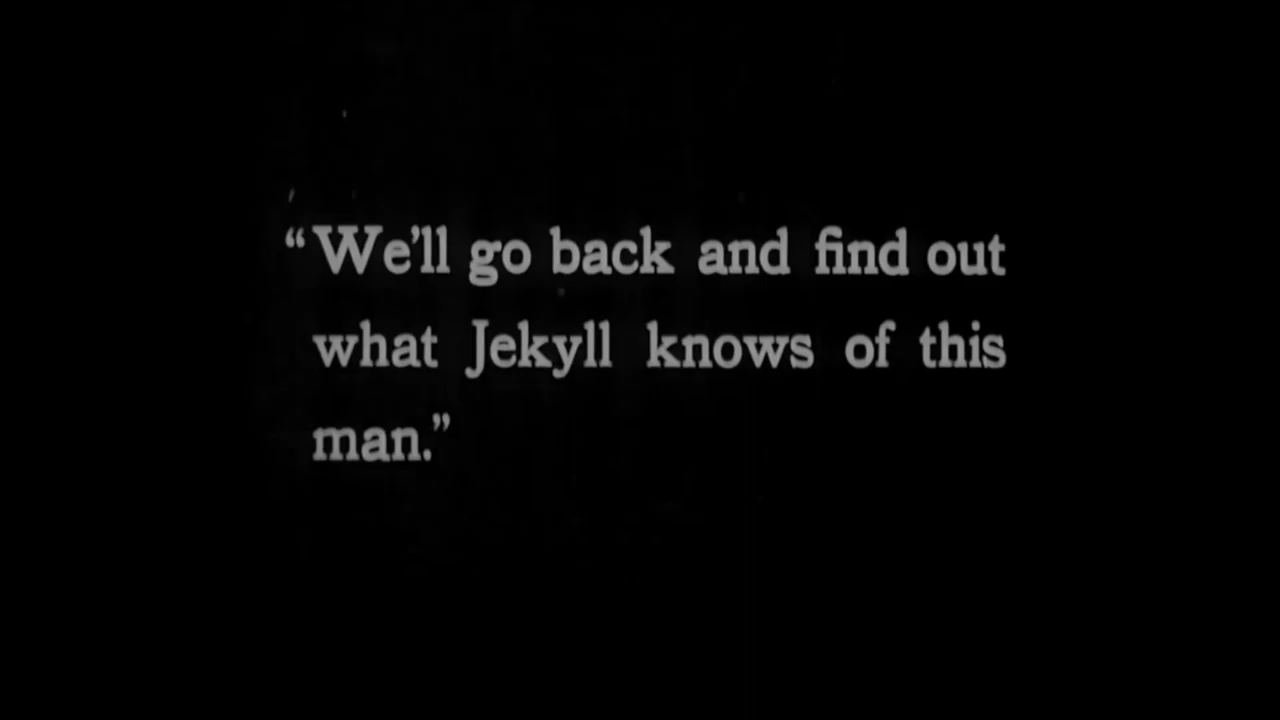 “We’ll go back and find out
what Jekyll knows of this
man.”